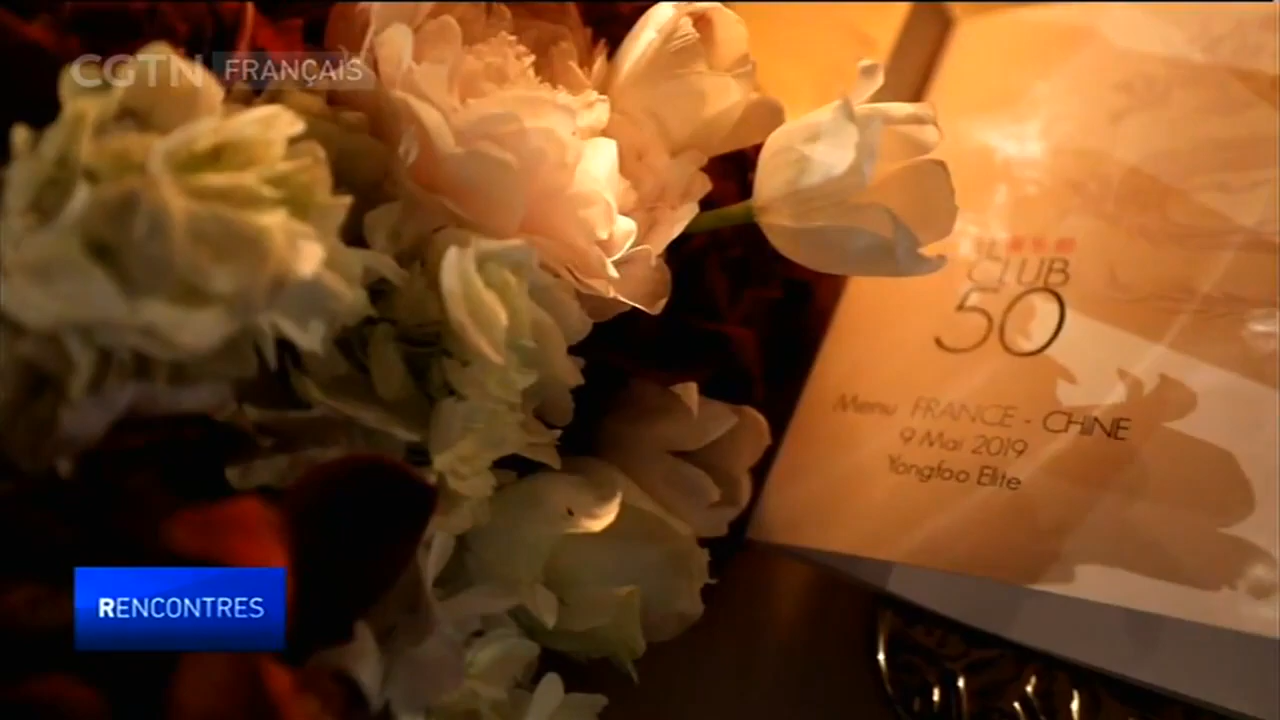 CGTN FRANÇAIS
CLUB
50
Menu FRANCE - CHINE
9 Mai 2019
Yongfoo Elite
RENCONTRES